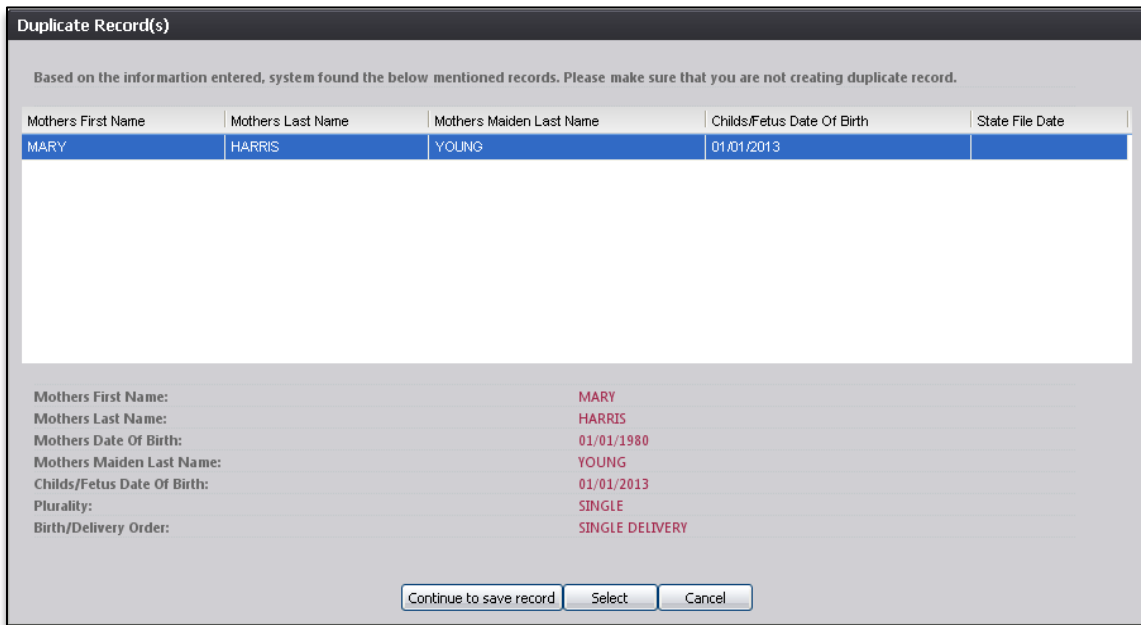 Duplicate Record(s)
Based on the informartion entered, system found the below mentioned records. Please make sure that you are not creating duplicate record.
Mothers First Name Mothers Last Name Mothers Maiden Last Name Childs/Fetus Date Of Birth State File Date
MARY HARRIS YOUNG 01/01/2013
Mothers First Name: MARY
Mothers Last Name: HARRIS
Mothers Date Of Birth: 01/01/1980
Mothers Maiden Last Name: YOUNG
Childs/Fetus Date Of Birth: 01/01/2013
Plurality: SINGLE
Birth/Delivery Order: SINGLE DELIVERY
Continue to save record Select Cancel